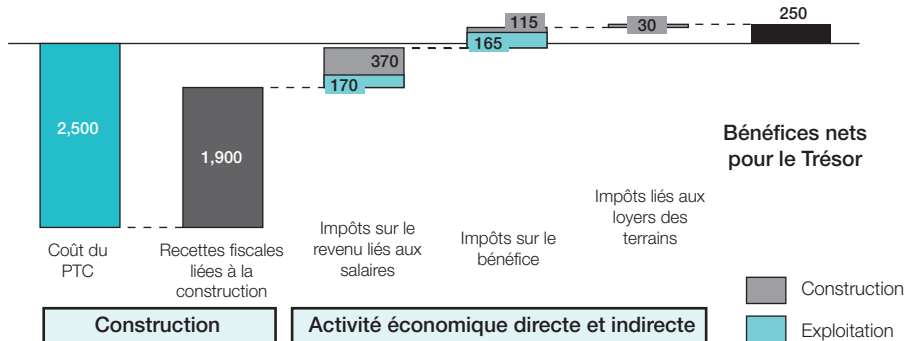 115
30
250
370
165
170
2,500
1,900
Bénéfices nets
pour le Trésor
Coût du
PTC
Recettes fiscales
liées à la
construction
Impôts sur le
revenu liés aux
salaires
Impôts sur le
bénéfice
Impôts liés aux
loyers des
terrains
Construction
Exploitation
Construction
Activité économique directe et indirecte